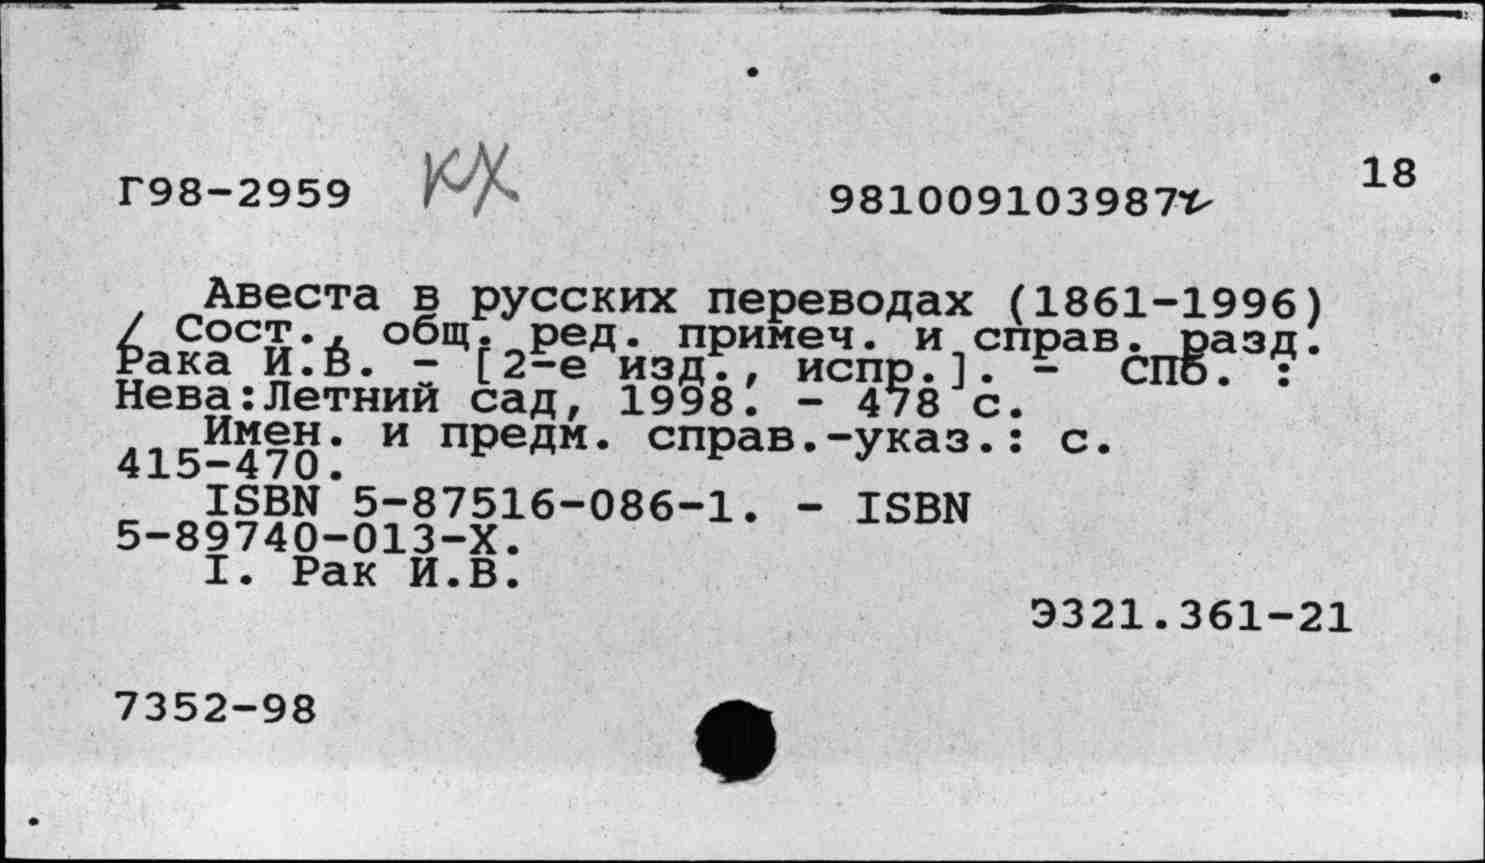 Г98-2959 КХ 981009103987 18
Авеста в русских переводах (1861-1996)
/ Сост., общ. ред. примеч. и справ. разд.
Рака И.В. - [2-е изд., испр.]. - СПб. :
Нева:Летний сад, 1998. - 478 с.
Имен. и предм. справ.-указ.: с.
415-470.
ISBN 5-87516-086-1. - ISBN
5-89740-013-X.
I. Рак И.В.
Э321.361-21
7352-98